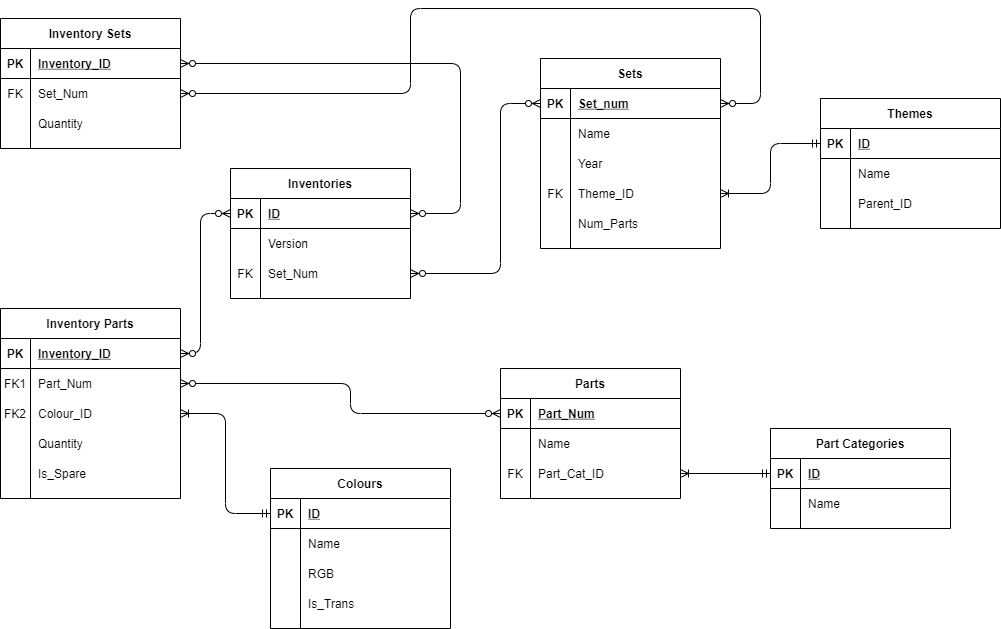 Inventory Sets
PK Inventory_ID
FK Set_Num
Quantity
Sets
PK Set_num
Name
Year
FK Theme_ID
Num_Parts
Themes
PK ID
Name
Parent_ID
Inventories
PK ID
Version
FK Set_Num
Inventory Parts
PK Inventory_ID
FK1 Part_Num
FK2 Colour_ID
Quantity
Is_Spare
Parts
PK Part_Num
Name
FK Part_Cat_ID
Part Categories
PK ID
Name
Colours
PK ID
Name
RGB
Is_Trans